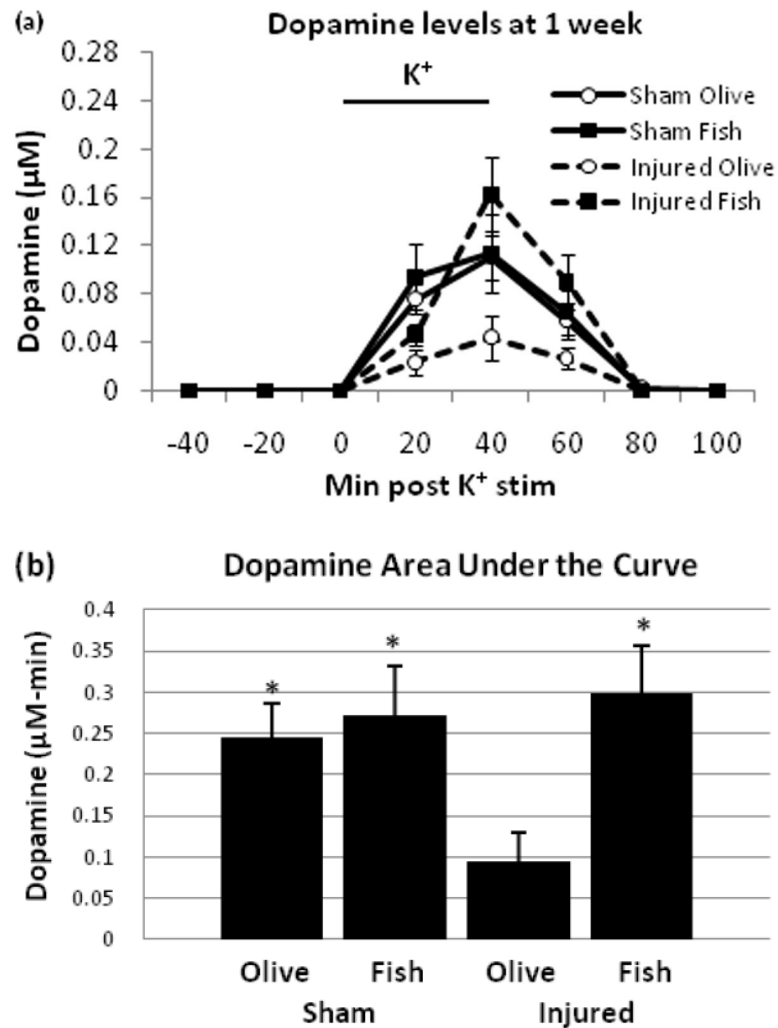 (a) Dopamine levels at 1 week
0.28
0.24
0.2
0.16
0.12
0.08
0.04
0
Dopamine (µM)
K⁺
Sham Olive
Sham Fish
Injured Olive
Injured Fish
-40 -20 0 20 40 60 80 100
Min post K⁺ stim
(b) Dopamine Area Under the Curve
0.4
0.35
0.3
0.25
0.2
0.15
0.1
0.05
0
Dopamine (µM-min)
* * *
Olive Fish Olive Fish
Sham Injured